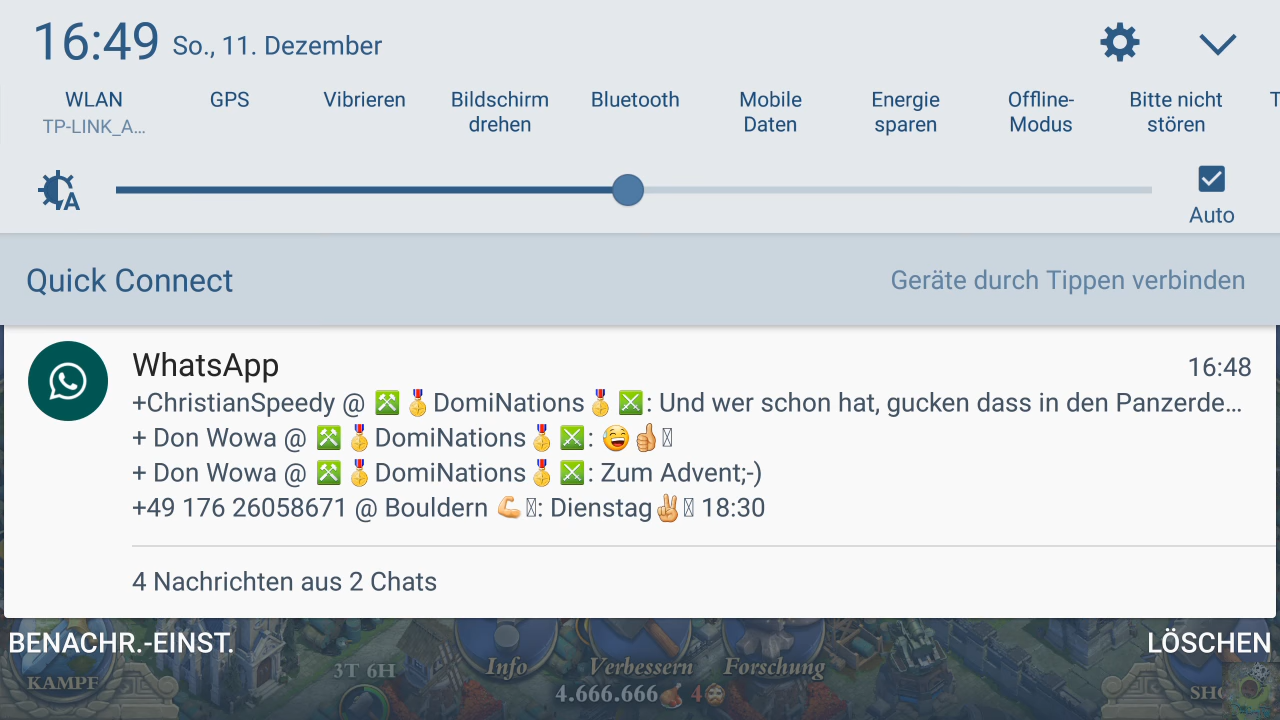 16:49 So., 11. Dezember
WLAN GPS Vibrieren Bildschirm drehen Bluetooth Mobile Daten Energie sparen Offline-Modus Bitte nicht stören T
TP-LINK_A...
A
Auto
Quick Connect Geräte durch Tippen verbinden
WhatsApp 16:48
+ChristianSpeedy @ ⚒🎖DomiNations🎖⚔: Und wer schon hat, gucken dass in den Panzerde...
+ Don Wowa @ ⚒🎖DomiNations🎖⚔: 😅👍
+ Don Wowa @ ⚒🎖DomiNations🎖⚔: Zum Advent;-)
+49 176 26058671 @ Bouldern 💪: Dienstag✌ 18:30
4 Nachrichten aus 2 Chats
BENACHR.-EINST. LÖSCHEN
KAMPF 3T 6H Info Verbessern Forschung
4.666.666 4